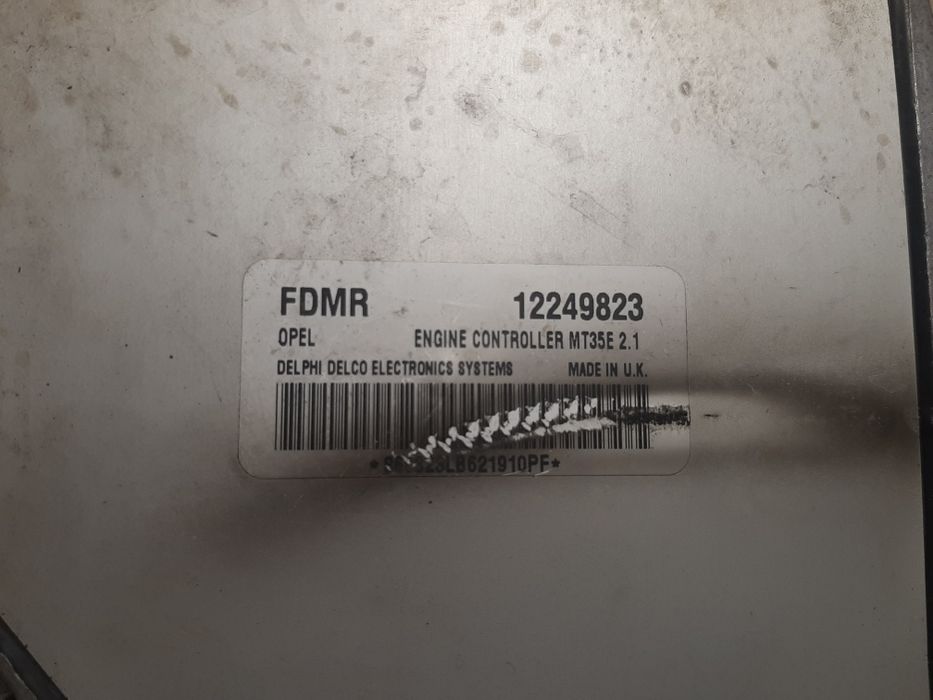 FDMR 12249823
OPEL ENGINE CONTROLLER MT35E 2.1
DELPHI DELCO ELECTRONICS SYSTEMS MADE IN U.K.